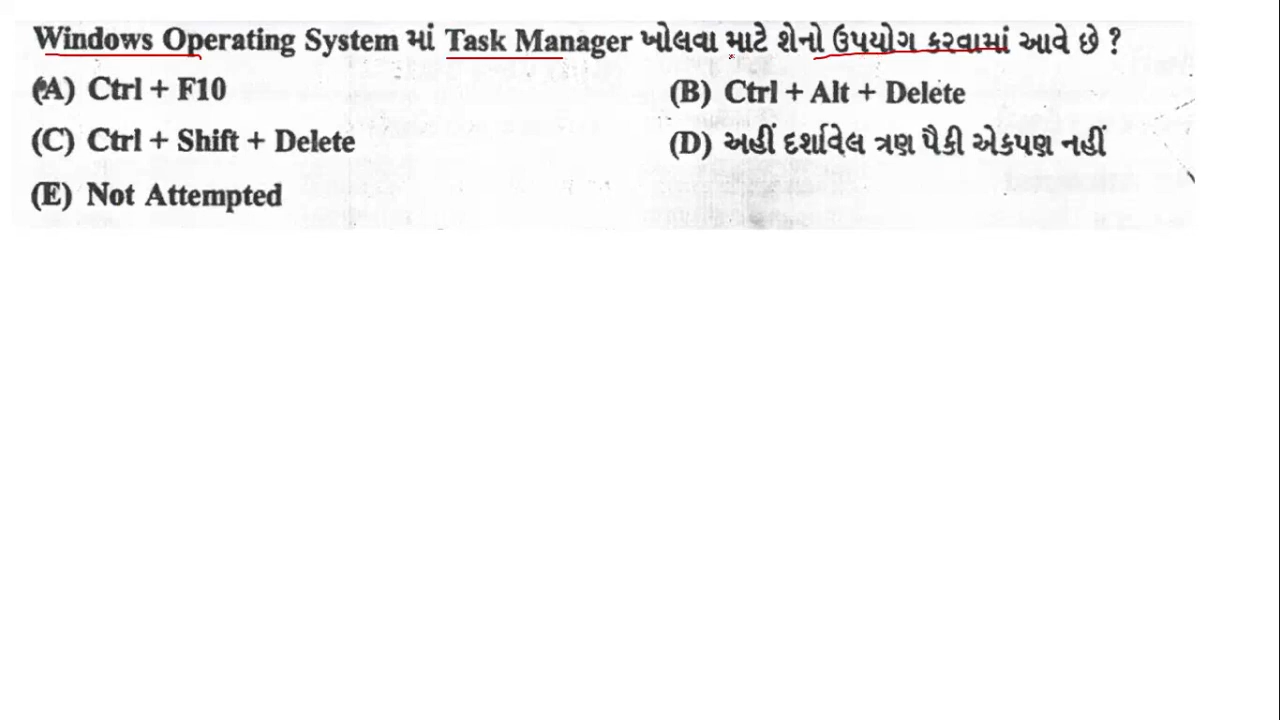 Windows Operating System માં Task Manager ખોલવા માટે શેનો ઉપયોગ કરવામાં આવે છે ?
(A) Ctrl + F10 (B) Ctrl + Alt + Delete
(C) Ctrl + Shift + Delete (D) અહીં દર્શાવેલ ત્રણ પૈકી એકપણ નહીં
(E) Not Attempted